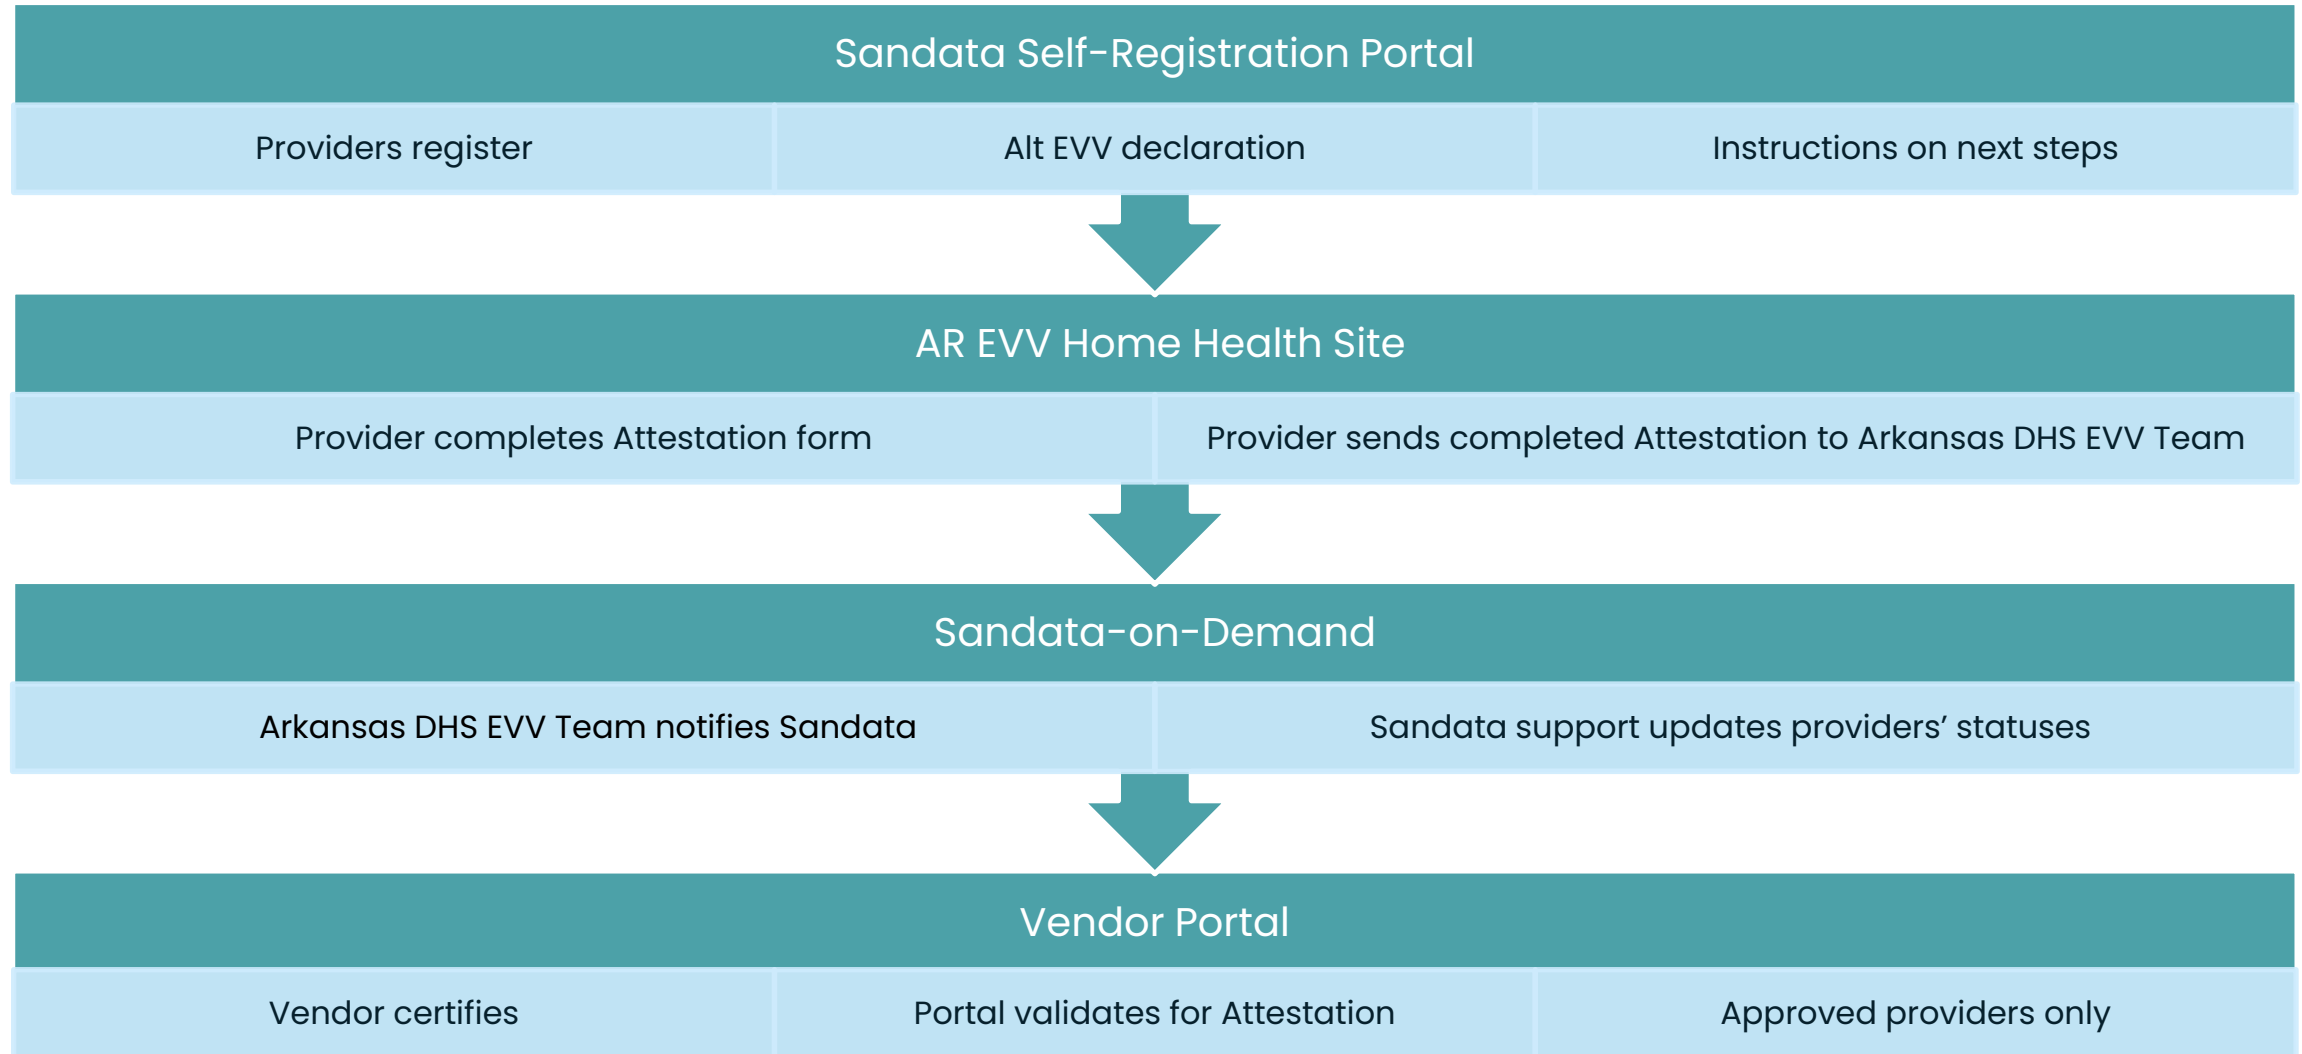 Sandata Self-Registration Portal
Providers register
Alt EVV declaration
Instructions on next steps
AR EVV Home Health Site
Provider completes Attestation form
Provider sends completed Attestation to Arkansas DHS EVV Team
Sandata-on-Demand
Arkansas DHS EVV Team notifies Sandata
Sandata support updates providers’ statuses
Vendor Portal
Vendor certifies
Portal validates for Attestation
Approved providers only